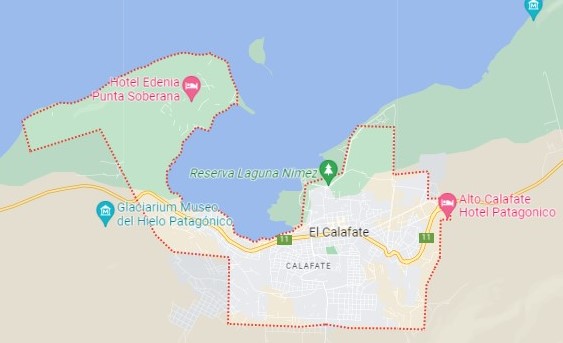 Hotel Edenia
Punta Soberana
Reserva Laguna Nimez
Glaciarium Museo
del Hielo Patagónico
Alto Calafate
Hotel Patagonico
El Calafate
11
11
CALAFATE